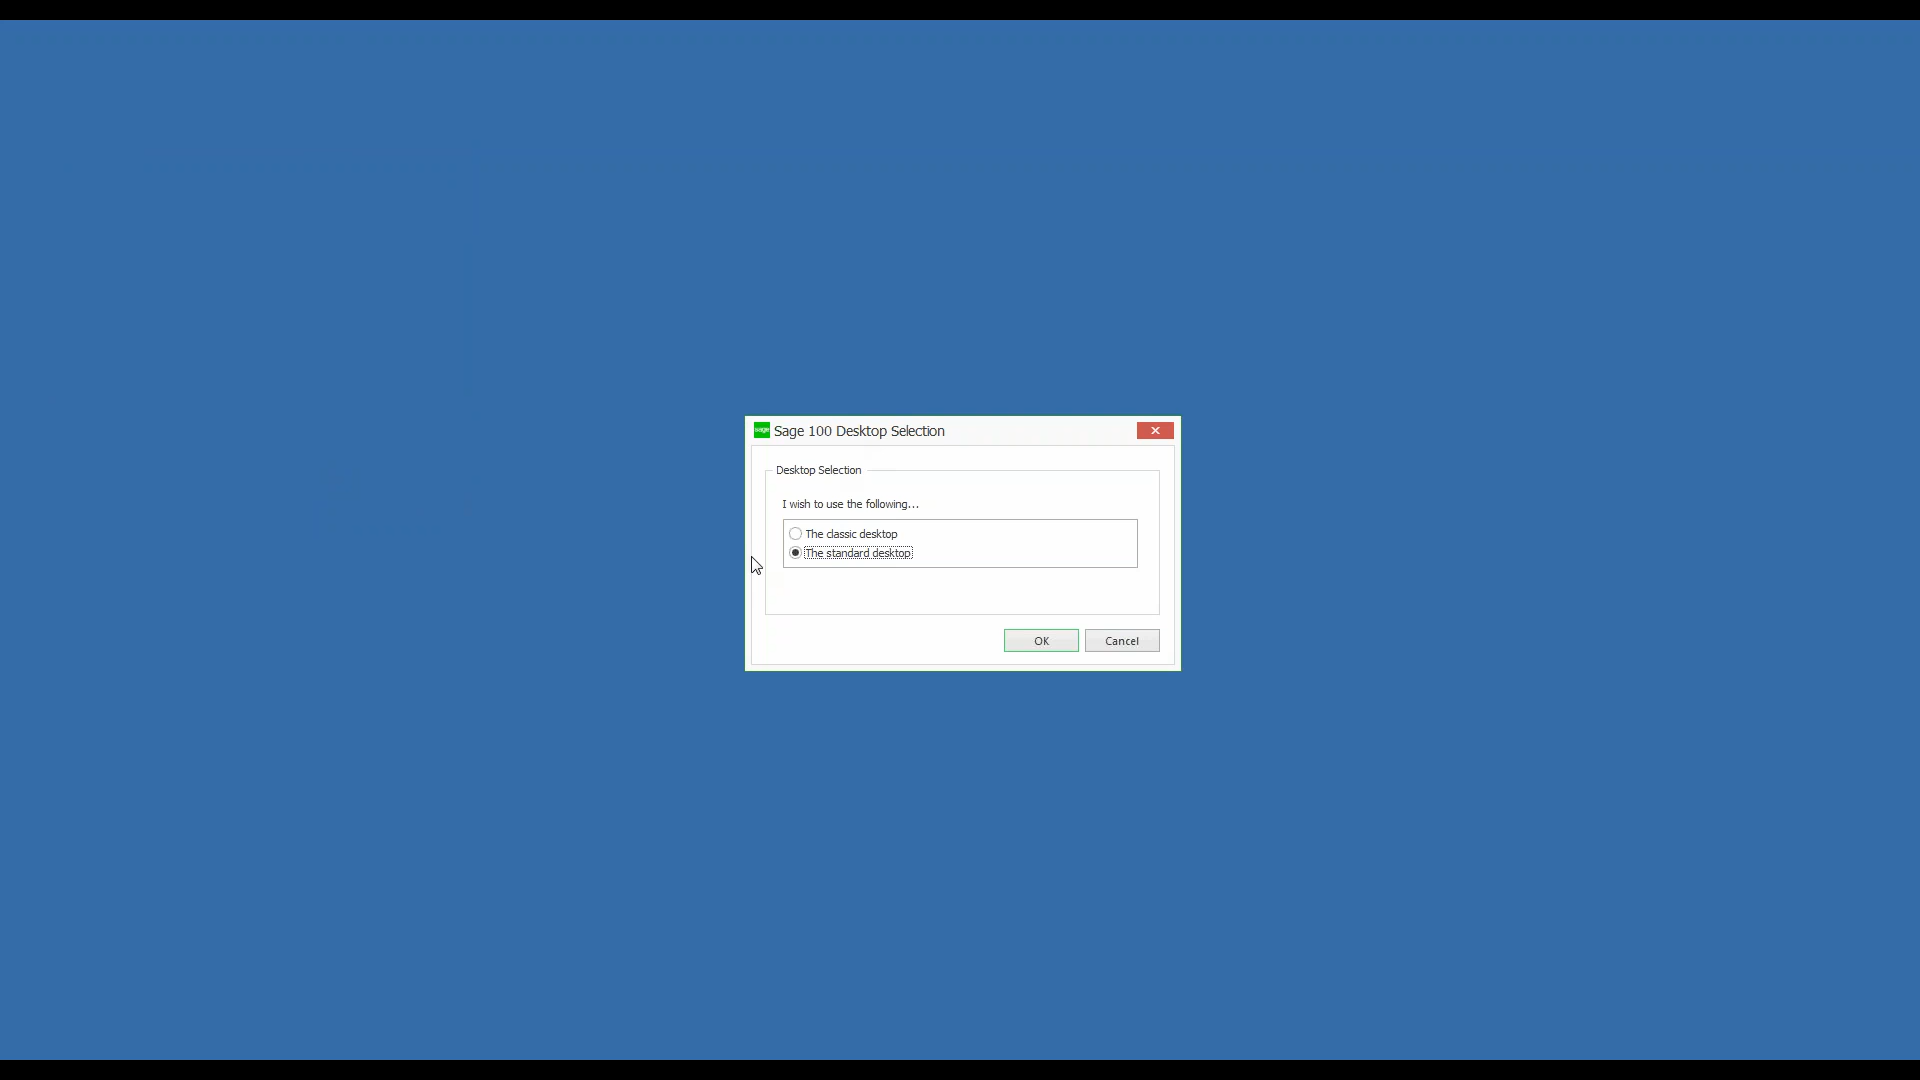 sage Sage 100 Desktop Selection
Desktop Selection
I wish to use the following...
The classic desktop
The standard desktop
OK Cancel